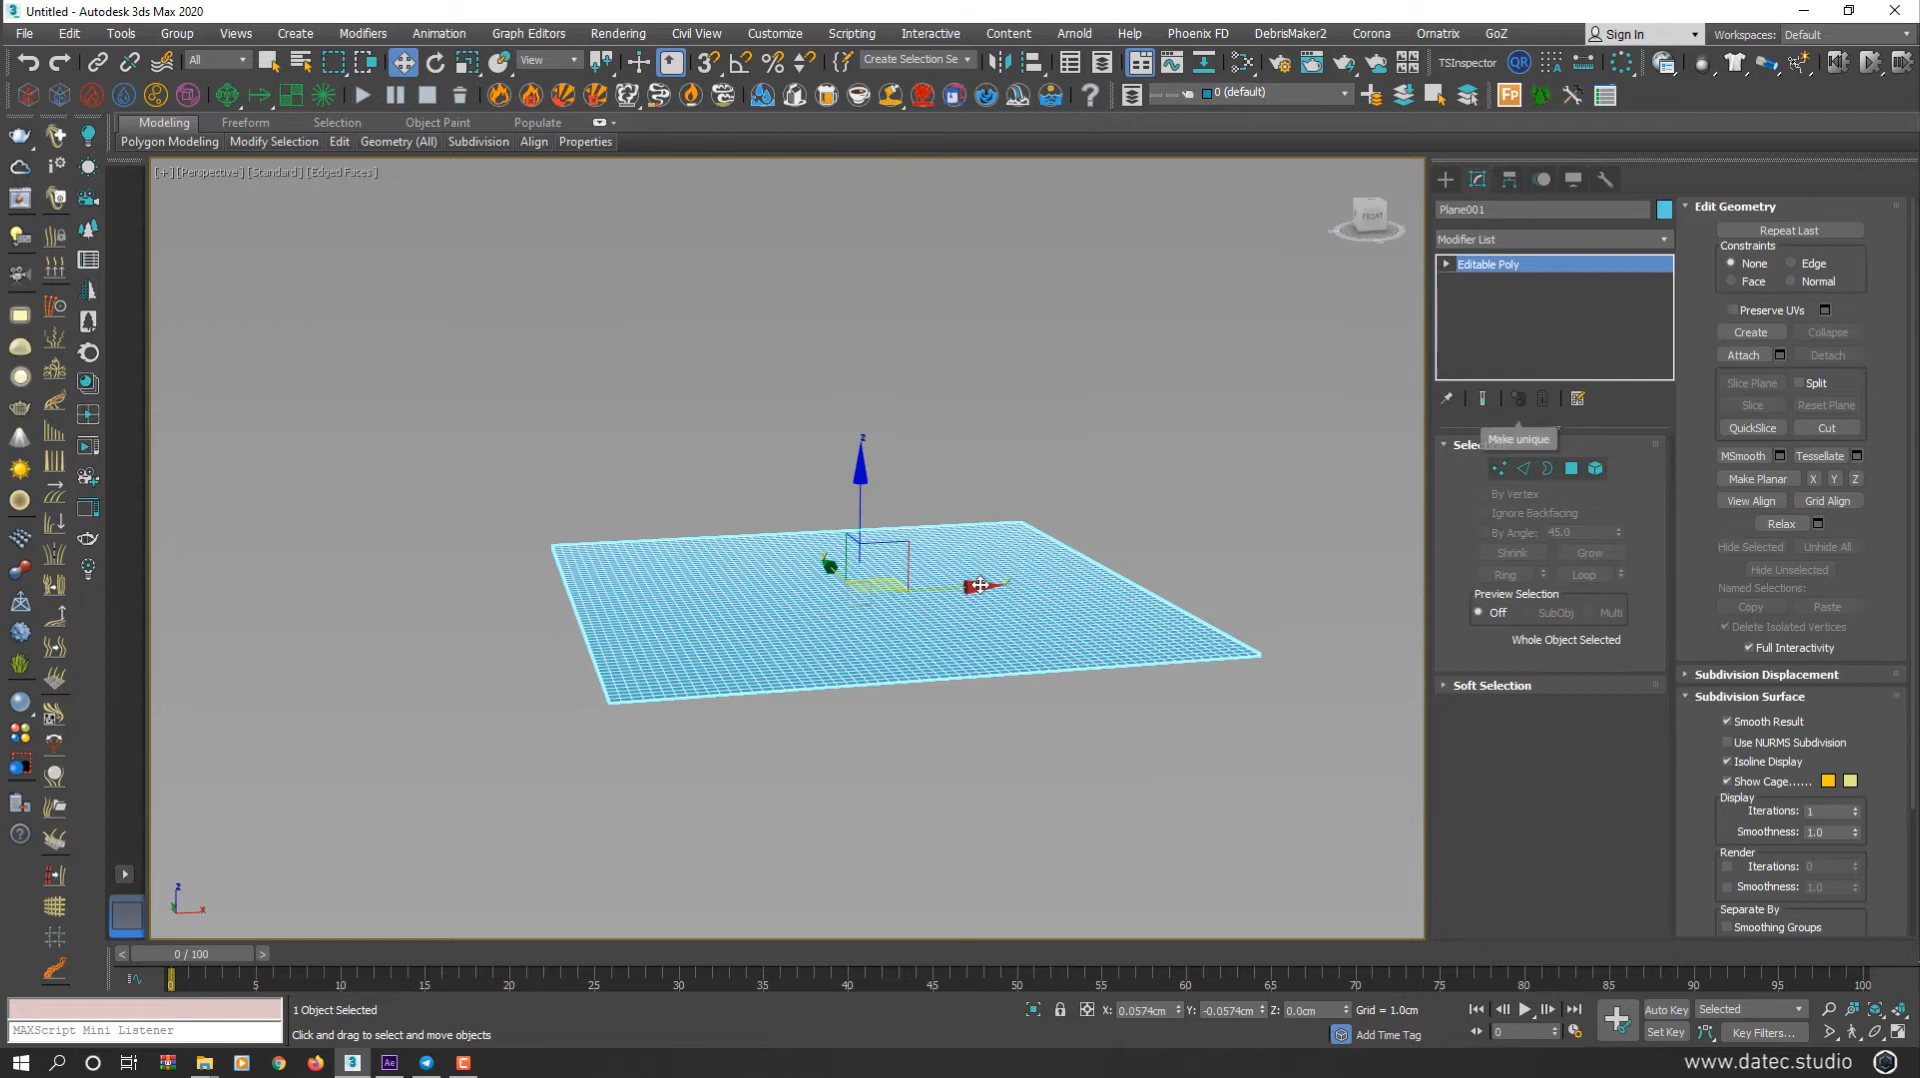 Untitled - Autodesk 3ds Max 2020
File Edit Tools Group Views Create Modifiers Animation Graph Editors Rendering Civil View Customize Scripting Interactive Content Arnold Help Phoenix FD DebrisMaker2 Corona Ornatrix GoZ Sign In Workspaces: Default
All View Create Selection Se TSInspector QR
0 (default) FP
Modeling Freeform Selection Object Paint Populate
Polygon Modeling Modify Selection Edit Geometry (All) Subdivision Align Properties
[+] [Perspective] [Standard] [Edged Faces]
FRONT
z
z
x
Plane001
Modifier List
Editable Poly
Make unique
By Vertex
Ignore Backfacing
By Angle: 45.0
Shrink Grow
Ring Loop
Preview Selection
Off SubObj Multi
Whole Object Selected
Soft Selection
Edit Geometry
Repeat Last
Constraints
None Edge
Face Normal
Preserve UVs
Create Collapse
Attach Detach
Slice Plane Split
Slice Reset Plane
QuickSlice Cut
MSmooth Tessellate
Make Planar X Y Z
View Align Grid Align
Relax
Hide Selected Unhide All
Hide Unselected
Named Selections:
Copy Paste
Delete Isolated Vertices
Full Interactivity
Subdivision Displacement
Subdivision Surface
Smooth Result
Use NURMS Subdivision
Isoline Display
Show Cage......
Display
Iterations: 1
Smoothness: 1.0
Render
Iterations: 0
Smoothness: 1.0
Separate By
Smoothing Groups
< 0 / 100 >
0 5 10 15 20 25 30 35 40 45 50 55 60 65 70 75 80 85 90 95 100
1 Object Selected X: 0.0574cm Y: -0.0574cm Z: 0.0cm Grid = 1.0cm Auto Key Selected
MAXScript Mini Listener Click and drag to select and move objects Add Time Tag 0 Set Key Key Filters...
3 Ae C www.datec.studio